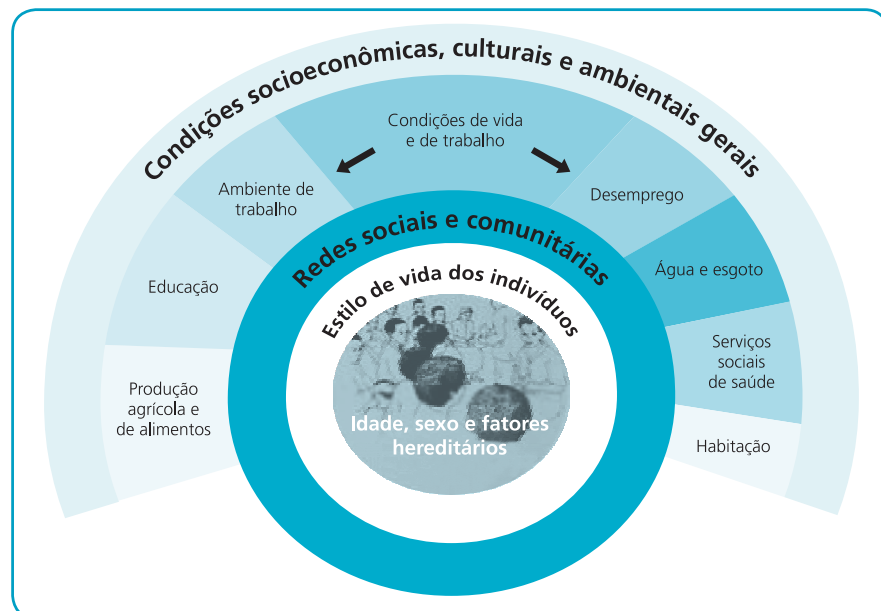 Condições socioeconômicas, culturais e ambientais gerais
Condições de vida
e de trabalho
Ambiente de
trabalho
Desemprego
Educação
Água e esgoto
Produção
agrícola e
de alimentos
Serviços
sociais
de saúde
Habitação
Redes sociais e comunitárias
Estilo de vida dos indivíduos
Idade, sexo e fatores
hereditários